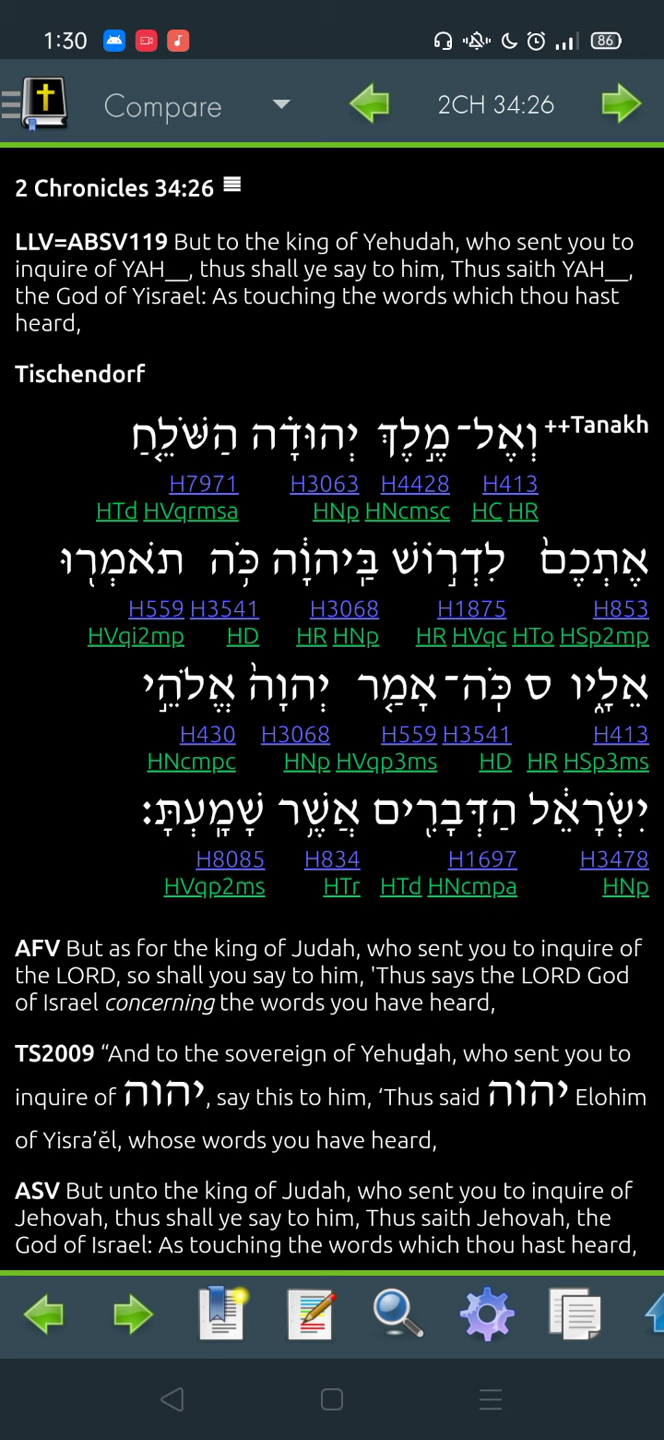 1:30 86
Compare 2CH 34:26
2 Chronicles 34:26
LLV=ABSV119 But to the king of Yehudah, who sent you to
inquire of YAH__, thus shall ye say to him, Thus saith YAH__,
the God of Yisrael: As touching the words which thou hast
heard,
Tischendorf
++Tanakh וְאֶל־מֶ֣לֶךְ יְהוּדָ֗ה הַשֹּׁלֵ֤חַ
H7971 H3063 H4428 H413
HTd HVqrmsa HNp HNcmsc HC HR
אֶתְכֶם֙ לִדְר֣וֹשׁ בַּֽיהוָ֔ה כֹּ֥ה תֹאמְר֖וּ
H559 H3541 H3068 H1875 H853
HVqi2mp HD HR HNp HR HVqc HTo HSp2mp
אֵלָ֑יו ס כֹּֽה־אָמַ֤ר יְהוָה֙ אֱלֹהֵ֣י
H430 H3068 H559 H3541 H413
HNcmpc HNp HVqp3ms HD HR HSp3ms
יִשְׂרָאֵ֔ל הַדְּבָרִ֖ים אֲשֶׁ֥ר שָׁמָֽעְתָּ׃
H8085 H834 H1697 H3478
HVqp2ms HTr HTd HNcmpa HNp
AFV But as for the king of Judah, who sent you to inquire of
the LORD, so shall you say to him, 'Thus says the LORD God
of Israel concerning the words you have heard,
TS2009 “And to the sovereign of Yehuḏah, who sent you to
inquire of יהוה, say this to him, ‘Thus said יהוה Elohim
of Yisra’ĕl, whose words you have heard,
ASV But unto the king of Judah, who sent you to inquire of
Jehovah, thus shall ye say to him, Thus saith Jehovah, the
God of Israel: As touching the words which thou hast heard,